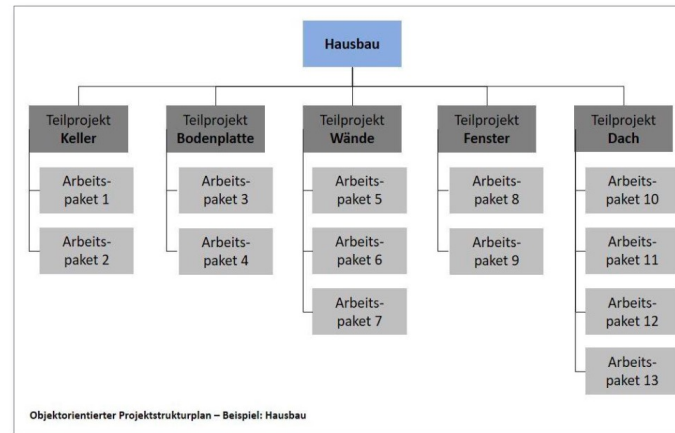 Hausbau
Teilprojekt
Keller
Teilprojekt
Bodenplatte
Teilprojekt
Wände
Teilprojekt
Fenster
Teilprojekt
Dach
Arbeits-
paket 1
Arbeits-
paket 3
Arbeits-
paket 5
Arbeits-
paket 8
Arbeits-
paket 10
Arbeits-
paket 2
Arbeits-
paket 4
Arbeits-
paket 6
Arbeits-
paket 9
Arbeits-
paket 11
Arbeits-
paket 7
Arbeits-
paket 12
Arbeits-
paket 13
Objektorientierter Projektstrukturplan – Beispiel: Hausbau